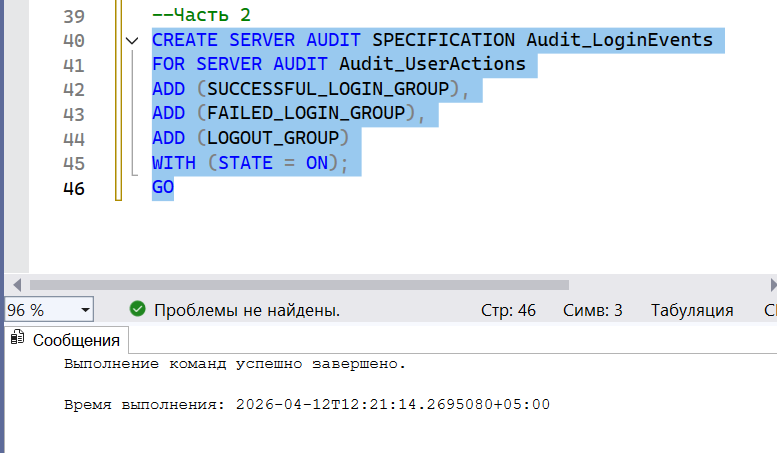 39 --Часть 2
40 CREATE SERVER AUDIT SPECIFICATION Audit_LoginEvents
41 FOR SERVER AUDIT Audit_UserActions
42 ADD (SUCCESSFUL_LOGIN_GROUP),
43 ADD (FAILED_LOGIN_GROUP),
44 ADD (LOGOUT_GROUP)
45 WITH (STATE = ON);
46 GO
96 % Проблемы не найдены. Стр: 46 Симв: 3 Табуляция
Сообщения
Выполнение команд успешно завершено.
Время выполнения: 2026-04-12T12:21:14.2695080+05:00